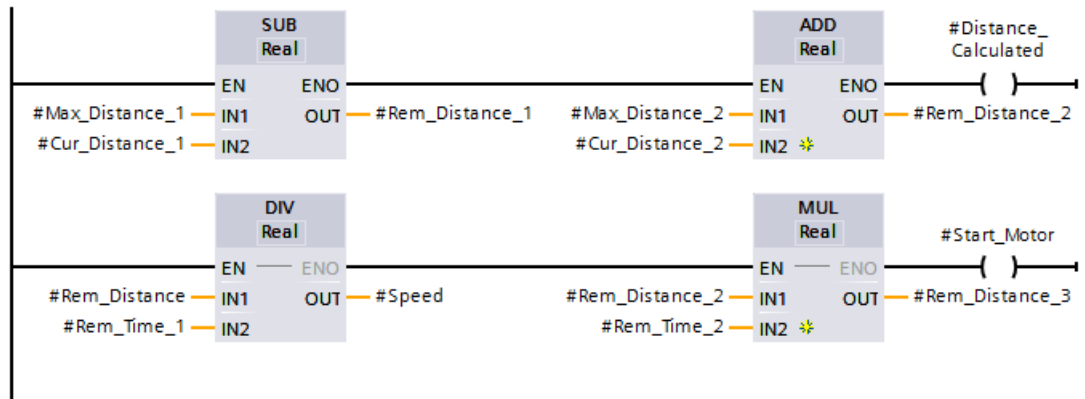 SUB
Real
ADD
Real
#Distance_
Calculated
EN ENO
EN ENO
#Max_Distance_1 IN1 OUT #Rem_Distance_1
#Max_Distance_2 IN1 OUT #Rem_Distance_2
#Cur_Distance_1 IN2
#Cur_Distance_2 IN2
DIV
Real
MUL
Real
#Start_Motor
EN ENO
EN ENO
#Rem_Distance IN1 OUT #Speed
#Rem_Distance_2 IN1 OUT #Rem_Distance_3
#Rem_Time_1 IN2
#Rem_Time_2 IN2